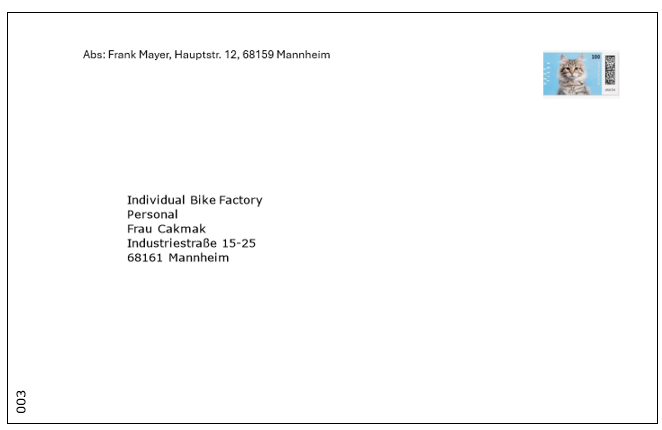 Abs: Frank Mayer, Hauptstr. 12, 68159 Mannheim
100
Individual Bike Factory
Personal
Frau Cakmak
Industriestraße 15-25
68161 Mannheim
003